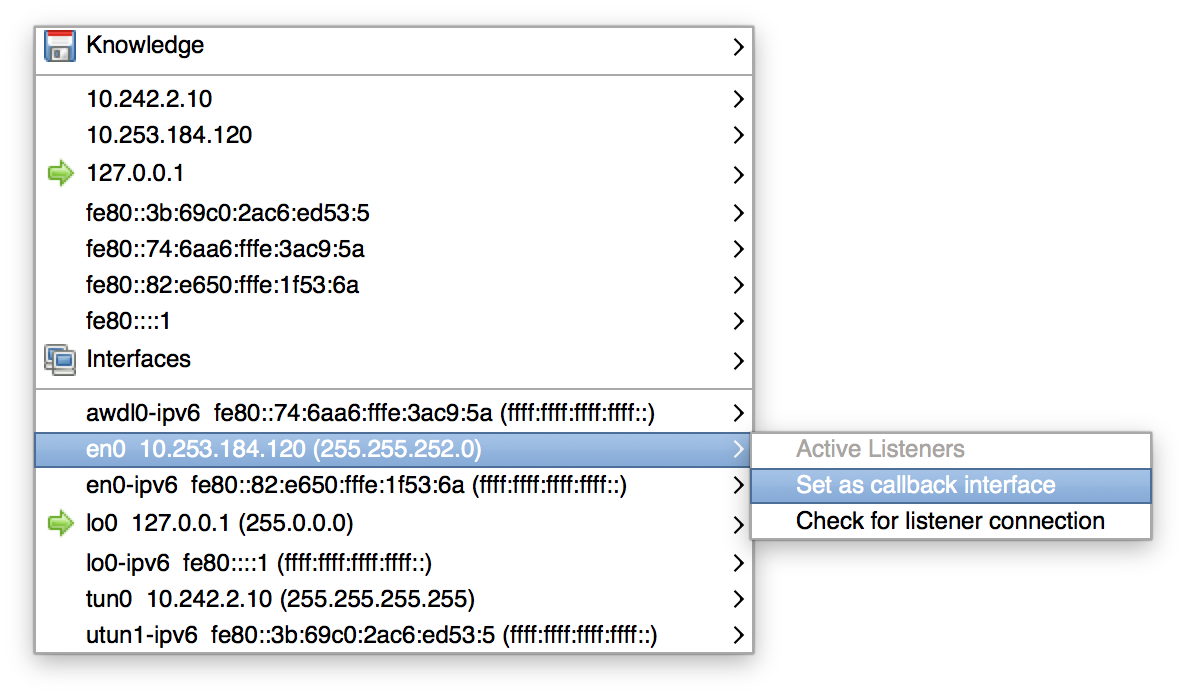 Knowledge
10.242.2.10
10.253.184.120
127.0.0.1
fe80::3b:69c0:2ac6:ed53:5
fe80::74:6aa6:fffe:3ac9:5a
fe80::82:e650:fffe:1f53:6a
fe80::::1
Interfaces
awdl0-ipv6 fe80::74:6aa6:fffe:3ac9:5a (ffff:ffff:ffff:ffff::)
en0 10.253.184.120 (255.255.252.0)
en0-ipv6 fe80::82:e650:fffe:1f53:6a (ffff:ffff:ffff:ffff::)
lo0 127.0.0.1 (255.0.0.0)
lo0-ipv6 fe80::::1 (ffff:ffff:ffff:ffff::)
tun0 10.242.2.10 (255.255.255.255)
utun1-ipv6 fe80::3b:69c0:2ac6:ed53:5 (ffff:ffff:ffff:ffff::)
Active Listeners
Set as callback interface
Check for listener connection